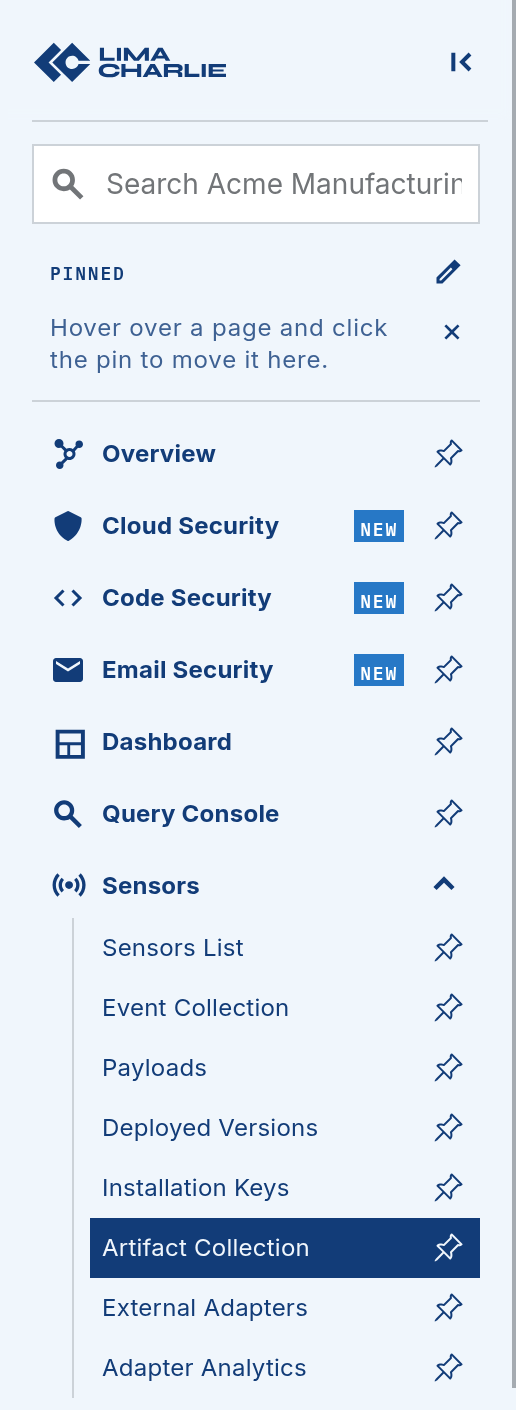 LIMA
CHARLIE
Search Acme Manufacturin
PINNED
Hover over a page and click
the pin to move it here.
Overview
Cloud Security NEW
Code Security NEW
Email Security NEW
Dashboard
Query Console
Sensors
Sensors List
Event Collection
Payloads
Deployed Versions
Installation Keys
Artifact Collection
External Adapters
Adapter Analytics